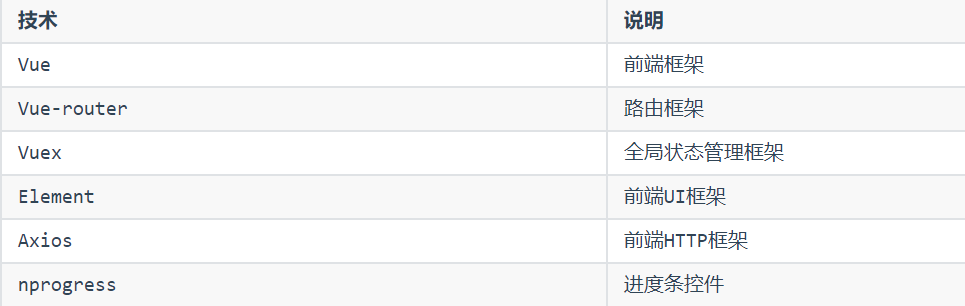 技术 说明
Vue 前端框架
Vue-router 路由框架
Vuex 全局状态管理框架
Element 前端UI框架
Axios 前端HTTP框架
nprogress 进度条控件